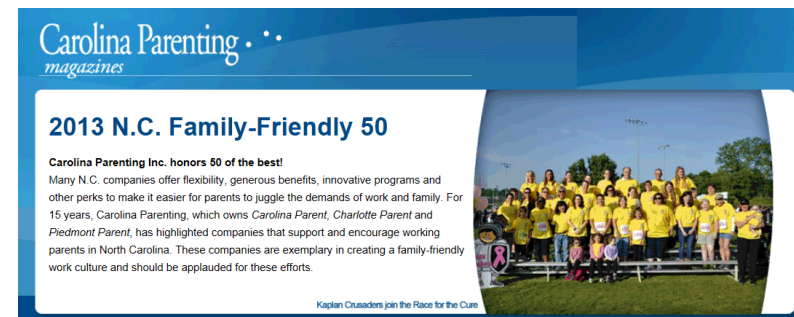 Carolina Parenting
magazines
2013 N.C. Family-Friendly 50
Carolina Parenting Inc. honors 50 of the best!
Many N.C. companies offer flexibility, generous benefits, innovative programs and
other perks to make it easier for parents to juggle the demands of work and family. For
15 years, Carolina Parenting, which owns Carolina Parent, Charlotte Parent and
Piedmont Parent, has highlighted companies that support and encourage working
parents in North Carolina. These companies are exemplary in creating a family-friendly
work culture and should be applauded for these efforts.
Kaplan Crusaders join the Race for the Cure